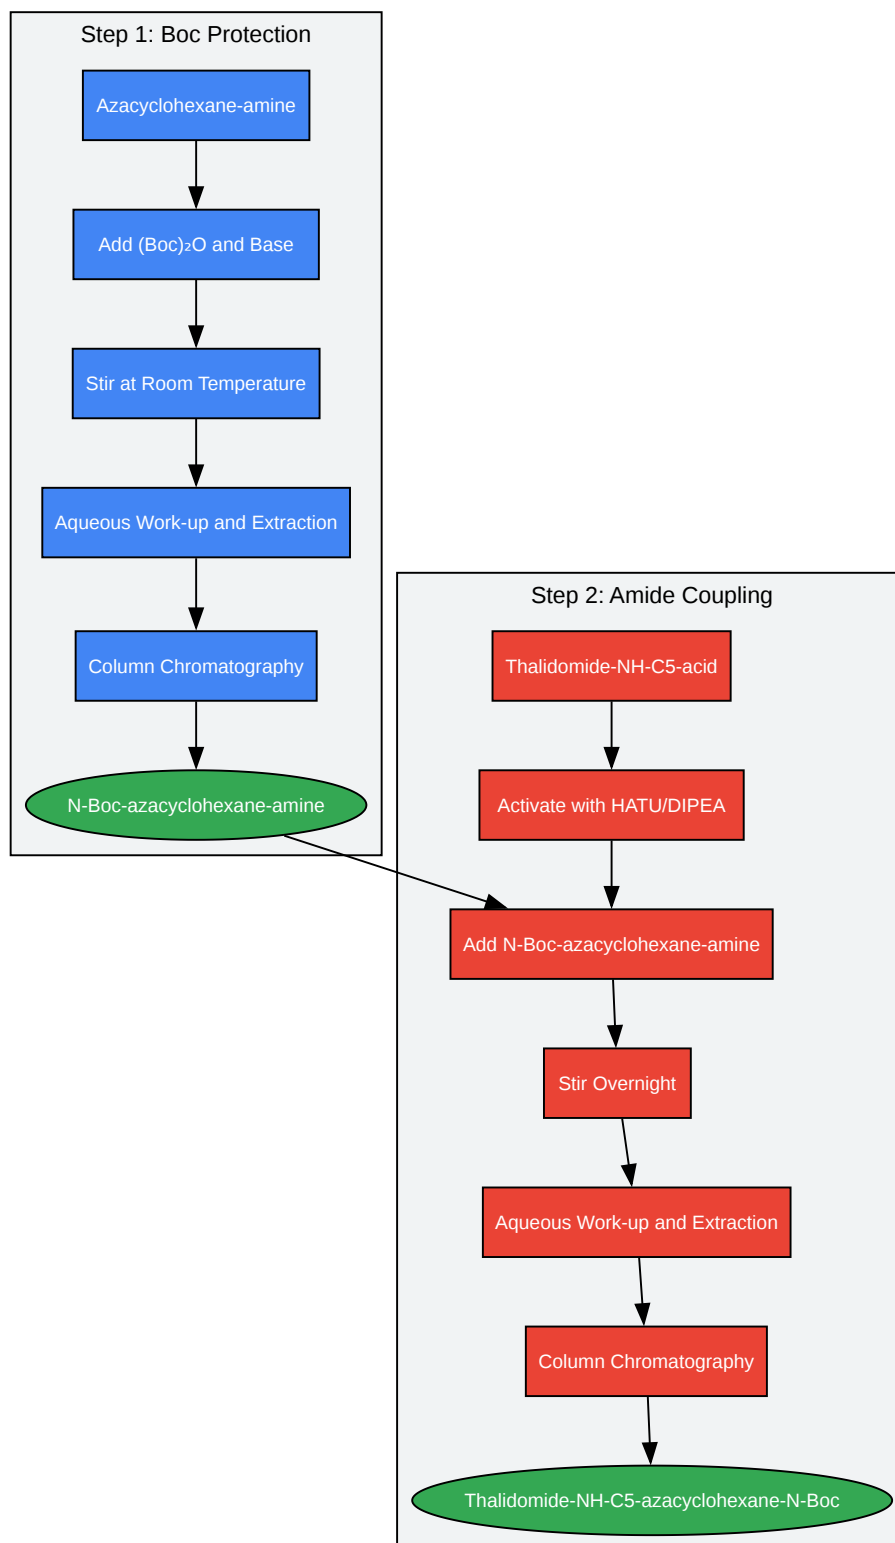 Step 1: Boc Protection
Azacyclohexane-amine
Add (Boc)₂O and Base
Stir at Room Temperature
Aqueous Work-up and Extraction
Column Chromatography
N-Boc-azacyclohexane-amine
Step 2: Amide Coupling
Thalidomide-NH-C5-acid
Activate with HATU/DIPEA
Add N-Boc-azacyclohexane-amine
Stir Overnight
Aqueous Work-up and Extraction
Column Chromatography
Thalidomide-NH-C5-azacyclohexane-N-Boc